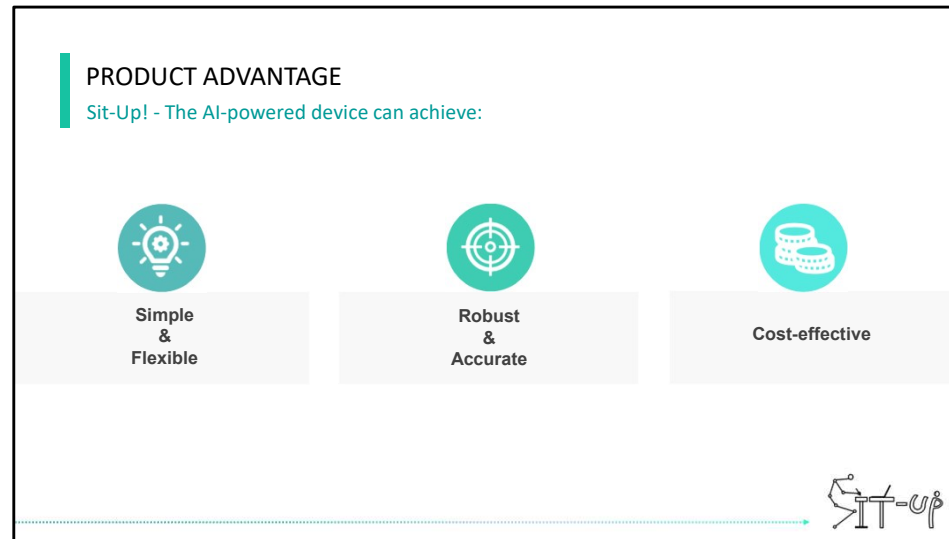 PRODUCT ADVANTAGE
Sit-Up! - The AI-powered device can achieve:
Simple
&
Flexible
Robust
&
Accurate
Cost-effective
SIT-UP